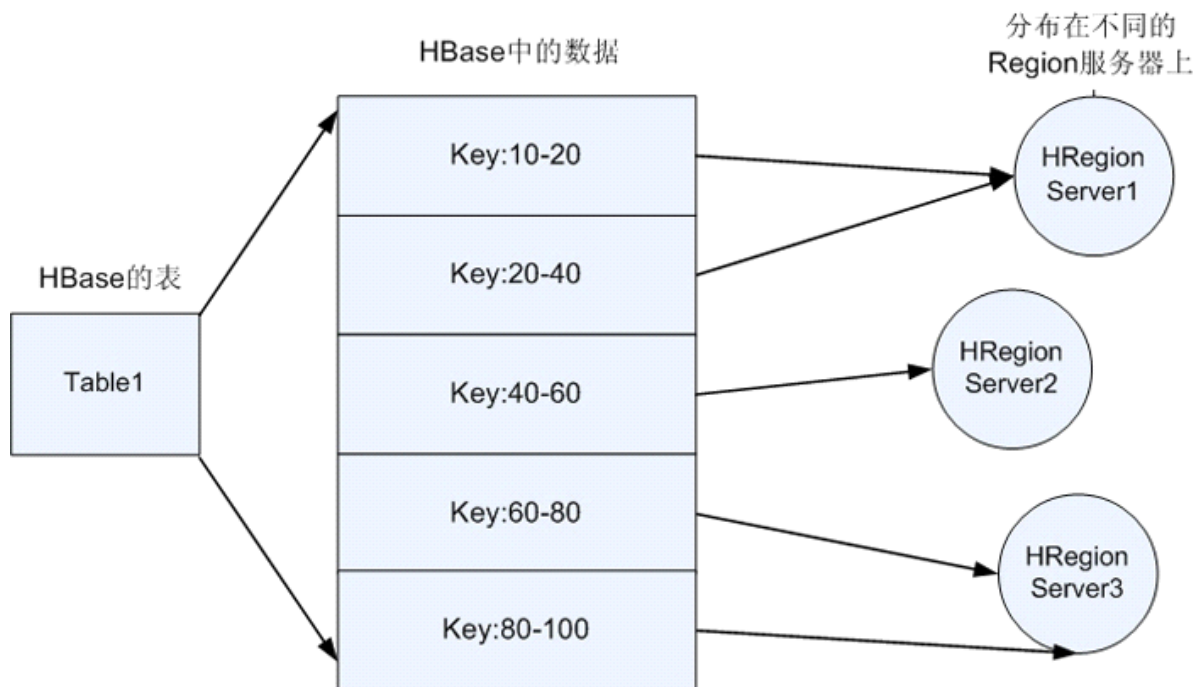 分布在不同的
Region服务器上
HBase中的数据
Key:10-20
HRegion
Server1
Key:20-40
HBase的表
Table1
Key:40-60
HRegion
Server2
Key:60-80
HRegion
Server3
Key:80-100